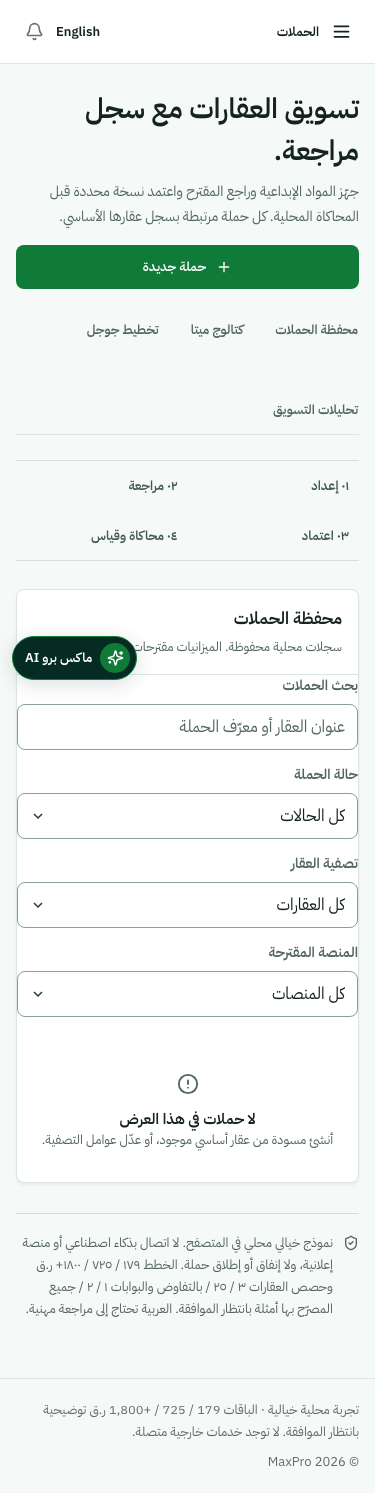 الحملات
English
تسويق العقارات مع سجل
مراجعة.
جهّز المواد الإبداعية وراجع المقترح واعتمد نسخة محددة قبل
المحاكاة المحلية. كل حملة مرتبطة بسجل عقارها الأساسي.
حملة جديدة
محفظة الحملات
كتالوج ميتا
تخطيط جوجل
تحليلات التسويق
٠١ إعداد
٠٢ مراجعة
٠٣ اعتماد
٠٤ محاكاة وقياس
محفظة الحملات
سجلات محلية محفوظة. الميزانيات مقترحات
ماكس برو AI
بحث الحملات
عنوان العقار أو معرّف الحملة
حالة الحملة
كل الحالات
تصفية العقار
كل العقارات
المنصة المقترحة
كل المنصات
لا حملات في هذا العرض
أنشئ مسودة من عقار أساسي موجود، أو عدّل عوامل التصفية.
نموذج خيالي محلي في المتصفح. لا اتصال بذكاء اصطناعي أو منصة
إعلانية، ولا إنفاق أو إطلاق حملة. الخطط ١٧٩ / ٧٢٥ / ١٨٠٠+ ر.ق
وحصص العقارات ٣ / ٢٥ / بالتفاوض والبوابات ١ / ٢ / جميع
المصرّح بها أمثلة بانتظار الموافقة. العربية تحتاج إلى مراجعة مهنية.
تجربة محلية خيالية · الباقات 179 / 725 / +1,800 ر.ق توضيحية
بانتظار الموافقة. لا توجد خدمات خارجية متصلة.
© 2026 MaxPro